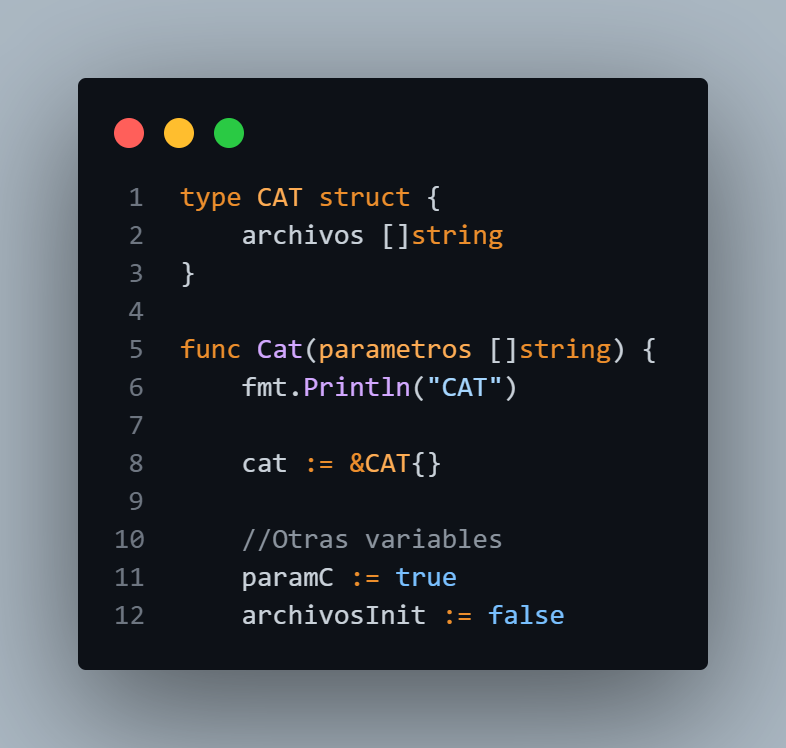 1 type CAT struct {
2     archivos []string
3 }
4
5 func Cat(parametros []string) {
6     fmt.Println("CAT")
7
8     cat := &CAT{}
9
10     //Otras variables
11     paramC := true
12     archivosInit := false